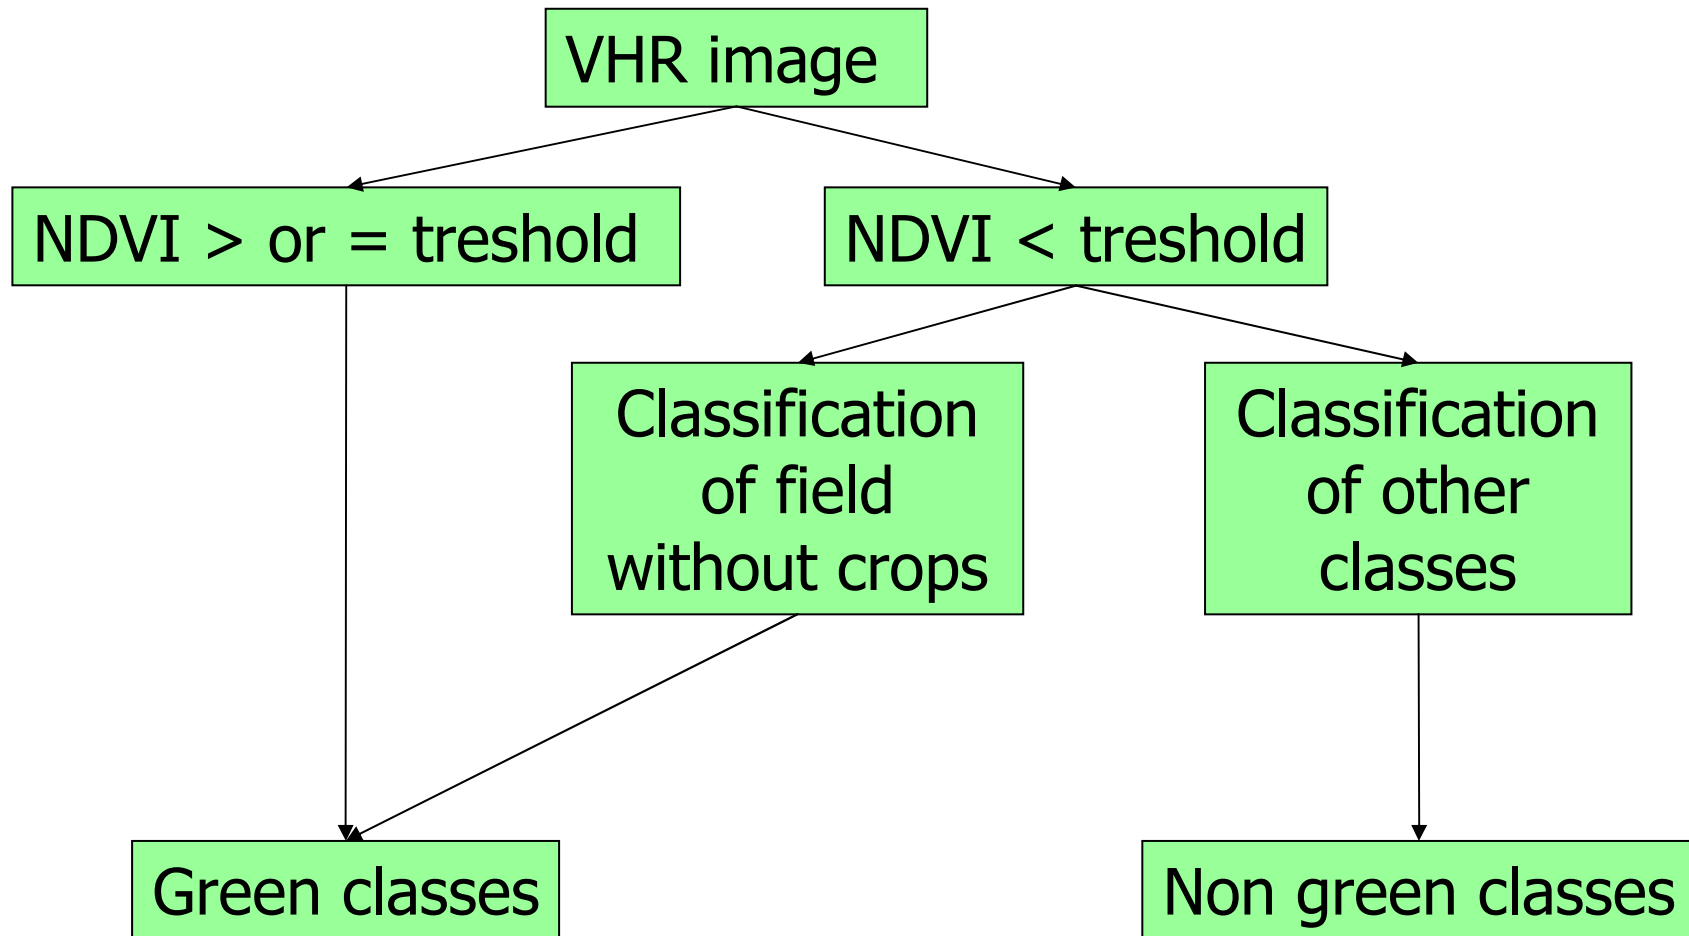 VHR image
NDVI > or = treshold
NDVI < treshold
Classification
of field
without crops
Classification
of other
classes
Green classes
Non green classes